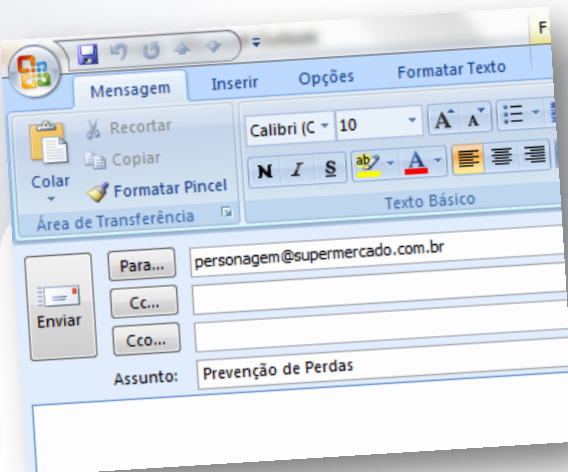 F
Mensagem Inserir Opções Formatar Texto
Recortar
Copiar
Colar
Formatar Pincel
Área de Transferência
Calibri (C 10 A A
N I S ab A
Texto Básico
Enviar
Para... personagem@supermercado.com.br
Cc...
Cco...
Assunto: Prevenção de Perdas